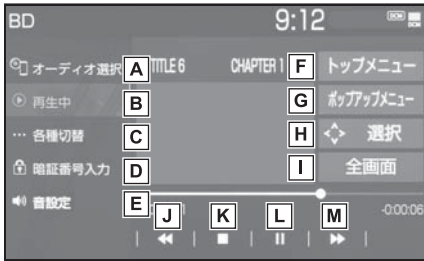 BD 9:12 DCM
オーディオ選択 A TITLE 6 CHAPTER 1 F トップメニュー
再生中 B G ポップアップメニュー
各種切替 C H 選択
暗証番号入力 D I 全画面
音設定 E
J K L M -0:00:06